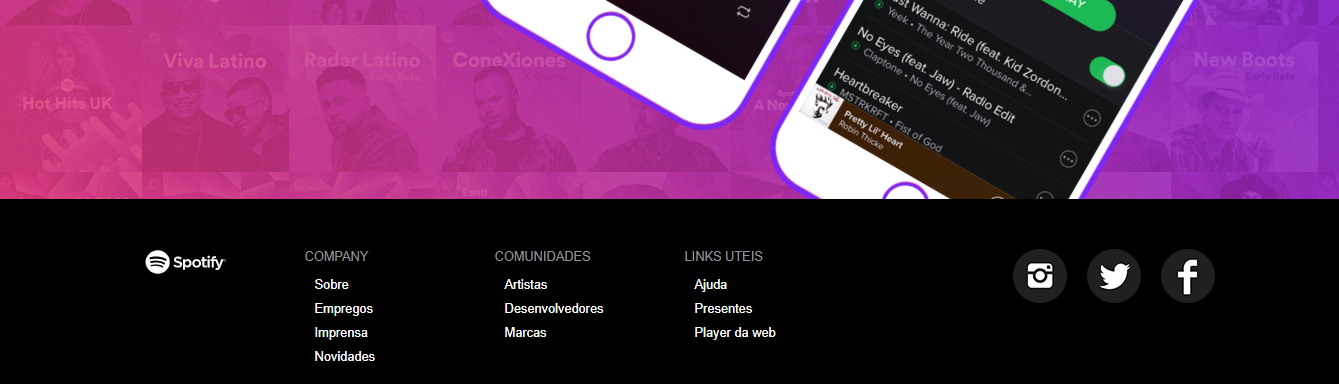 Hot Hits UK
Viva Latino
Radar Latino
ConeXiones
New Boots
Esntl
Just Wanna: Ride (feat. Kid Zordon...
Yeek • The Year Two Thousand &...
No Eyes (feat. Jaw) - Radio Edit
Claptone • No Eyes (feat. Jaw)
Heartbreaker
MSTRKRFT • Fist of God
Pretty Lil' Heart
Robin Thicke
Spotify
COMPANY
Sobre
Empregos
Imprensa
Novidades
COMUNIDADES
Artistas
Desenvolvedores
Marcas
LINKS UTEIS
Ajuda
Presentes
Player da web